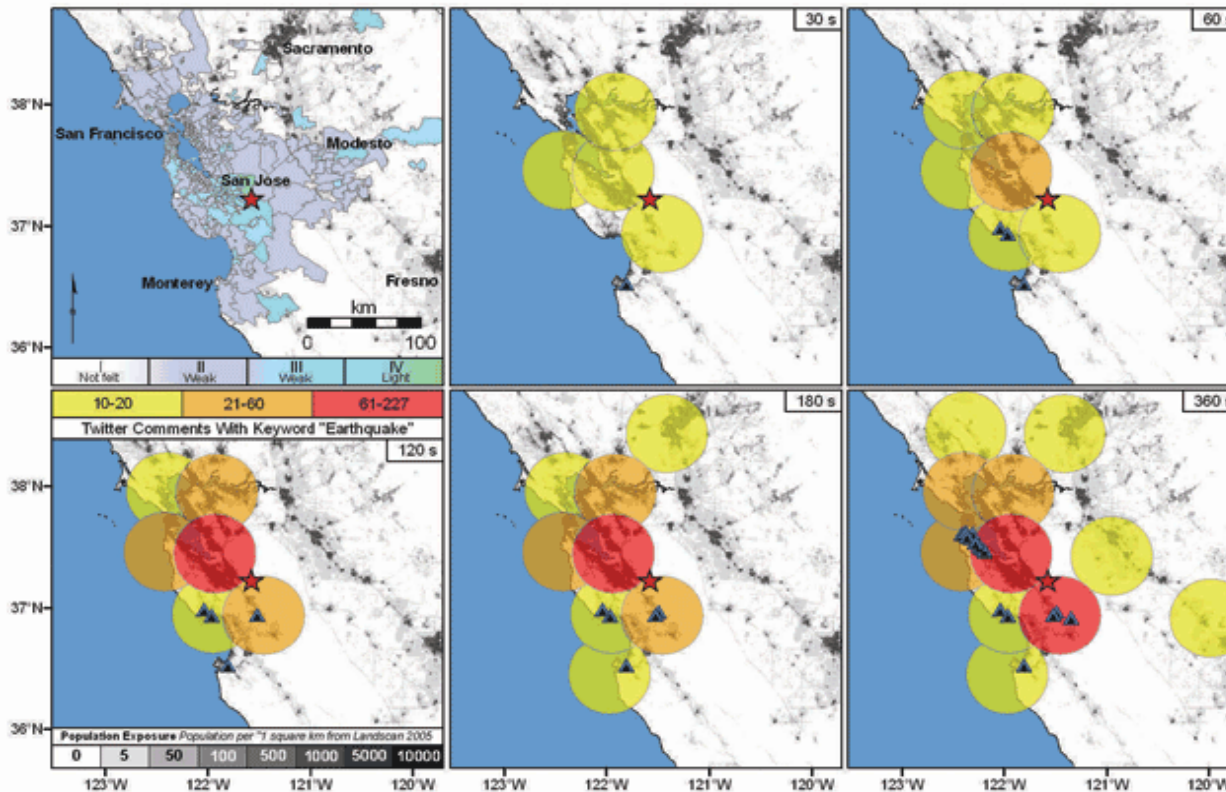 30 s
60 s
Sacramento
38°N
San Francisco
Modesto
San Jose
37°N
Monterey
Fresno
km
0 100
36°N
I II III IV
Not felt Weak Weak Light
10-20 21-60 61-227
Twitter Comments With Keyword "Earthquake"
120 s
180 s
360 s
38°N
37°N
36°N
Population Exposure Population per ~1 square km from Landscan 2005
0 5 50 100 500 1000 5000 10000
123°W 122°W 121°W 120°W 123°W 122°W 121°W 120°W 123°W 122°W 121°W 120°W